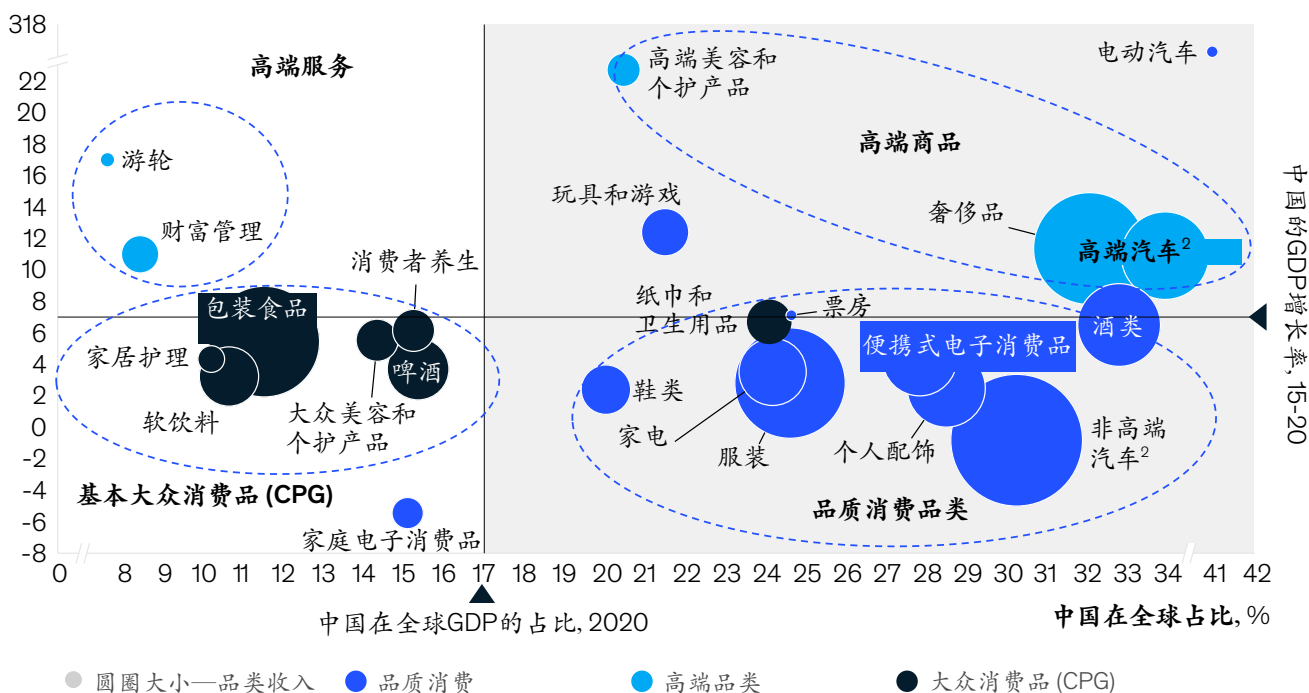 318
22
20
18
16
14
12
10
8
6
4
2
0
-2
-4
-6
-8
高端服务
游轮
财富管理
高端美容和
个护产品
电动汽车
高端商品
玩具和游戏
奢侈品
高端汽车2
消费者养生
包装食品
家居护理
软饮料
啤酒
大众美容和
个护产品
基本大众消费品 (CPG)
家庭电子消费品
纸巾和
卫生用品
票房
酒类
便携式电子消费品
鞋类
家电
服装
个人配饰
非高端
汽车2
品质消费品类
中国的GDP增长率, 15-20
0 8 10 11 12 13 14 15 16 17 20 21 22 23 24 25 26 27 28 29 30 31 32 33 34 41 42
中国在全球GDP的占比, 2020
中国在全球占比, %
圆圈大小—品类收入
品质消费
高端品类
大众消费品 (CPG)